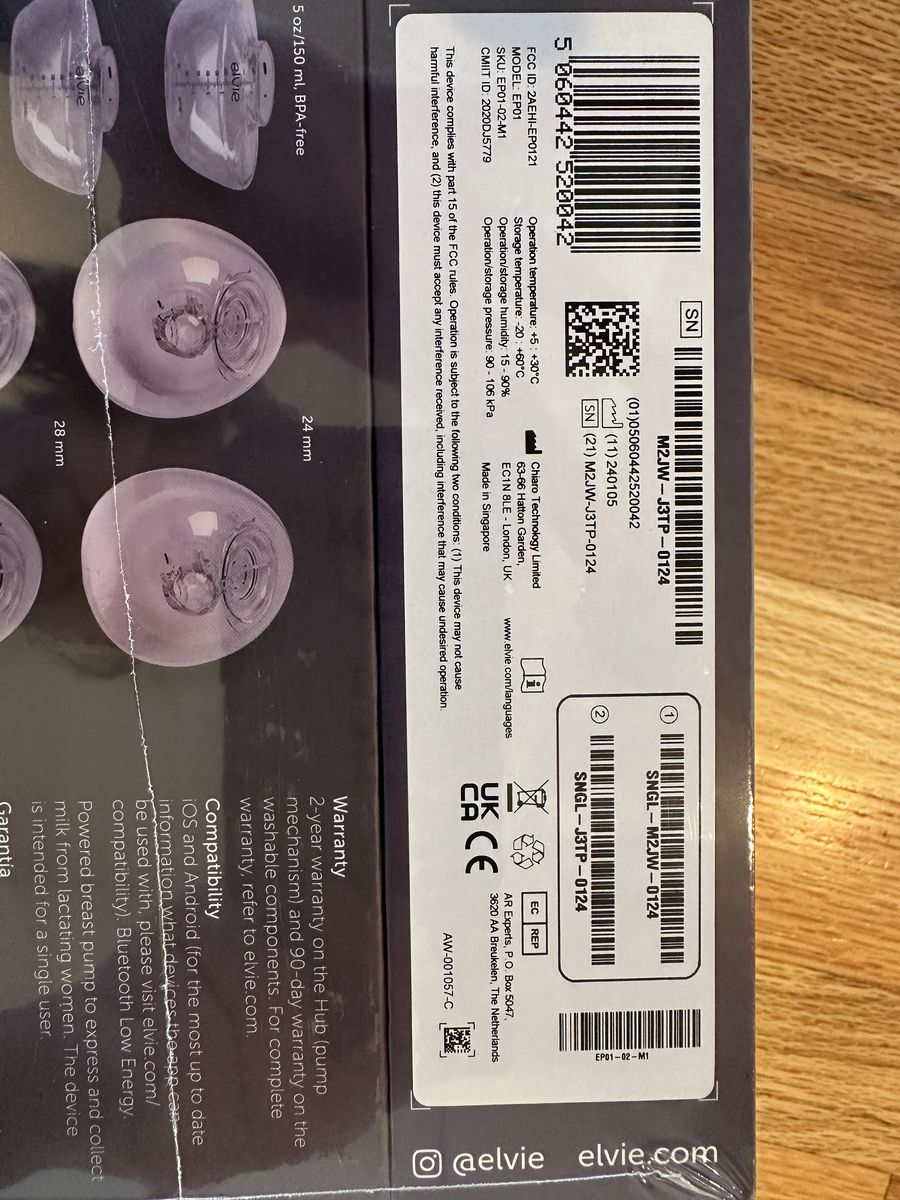 5 060442 520042
SN
M2JW-J3TP-0124
(01)05060442520042
(11) 240105
SN (21) M2JW-J3TP-0124
1
SNGL-M2JW-0124
2
SNGL-J3TP-0124
EP01-02-M1
FCC ID: 2AEHI-EP0121
MODEL: EP01
SKU: EP01-02-M1
CMIIT ID: 2020DJ5779
Operation temperature: +5 : +30°C
Storage temperature: -20 : +60°C
Operation/storage humidity: 15 - 90%
Operation/storage pressure: 90 - 106 kPa
Chiaro Technology Limited
63-66 Hatton Garden,
EC1N 8LE - London, UK
Made in Singapore
www.elvie.com/languages
UK
CA
CE
EC REP
AR Experts, P.O. Box 5047,
3620 AA Breukelen, The Netherlands
AW-001057-C
This device complies with part 15 of the FCC rules. Operation is subject to the following two conditions: (1) This device may not cause
harmful interference, and (2) this device must accept any interference received, including interference that may cause undesired operation.
@elvie elvie.com
5 oz/150 ml, BPA-free
elvie
elvie
24 mm
28 mm
Warranty
2-year warranty on the Hub (pump
mechanism) and 90-day warranty on the
washable components. For complete
warranty, refer to elvie.com.
Compatibility
iOS and Android (for the most up to date
information what devices the app can
be used with, please visit elvie.com/
compatibility). Bluetooth Low Energy.
Powered breast pump to express and collect
milk from lactating women. The device
is intended for a single user.
Garantia